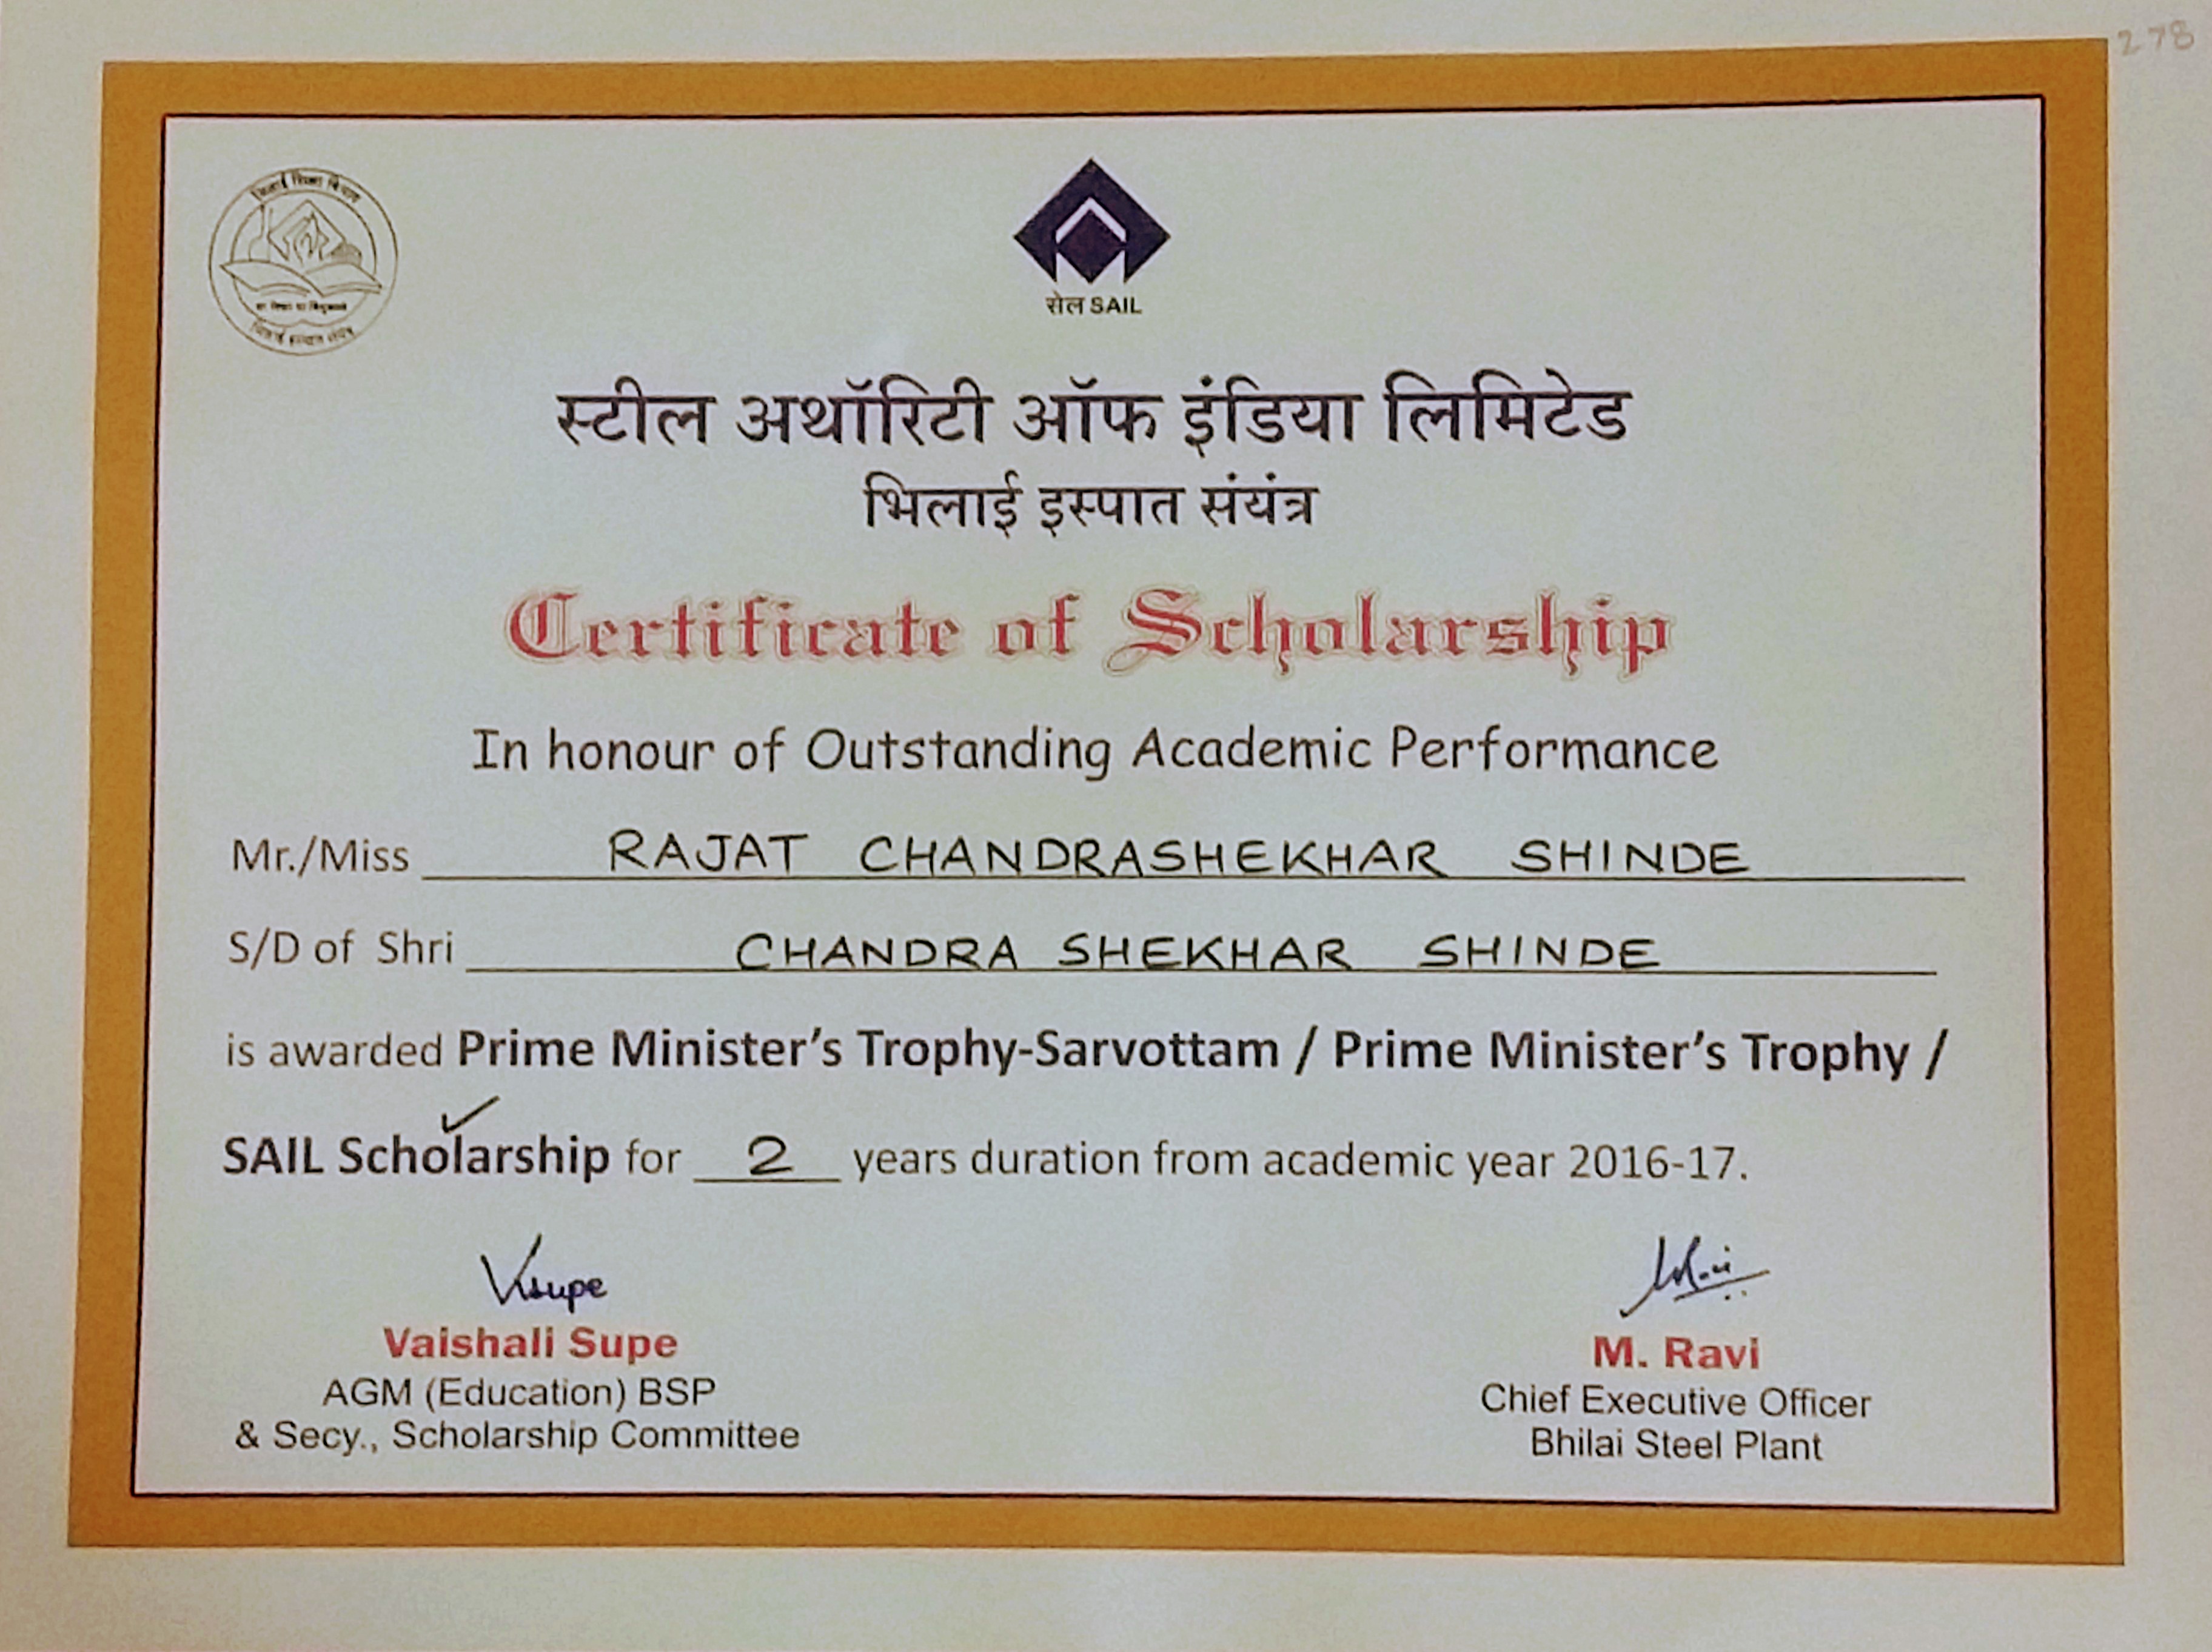 278
भिलाई शिक्षा विभाग
भिलाई इस्पात संयंत्र
सेल SAIL
स्टील अथॉरिटी ऑफ इंडिया लिमिटेड
भिलाई इस्पात संयंत्र
Certificate of Scholarship
In honour of Outstanding Academic Performance
Mr./Miss RAJAT CHANDRASHEKHAR SHINDE
S/D of Shri CHANDRA SHEKHAR SHINDE
is awarded Prime Minister's Trophy-Sarvottam / Prime Minister's Trophy /
SAIL Scholarship for 2 years duration from academic year 2016-17.
Vsupe
Vaishali Supe
AGM (Education) BSP
& Secy., Scholarship Committee
M. Ravi
Chief Executive Officer
Bhilai Steel Plant